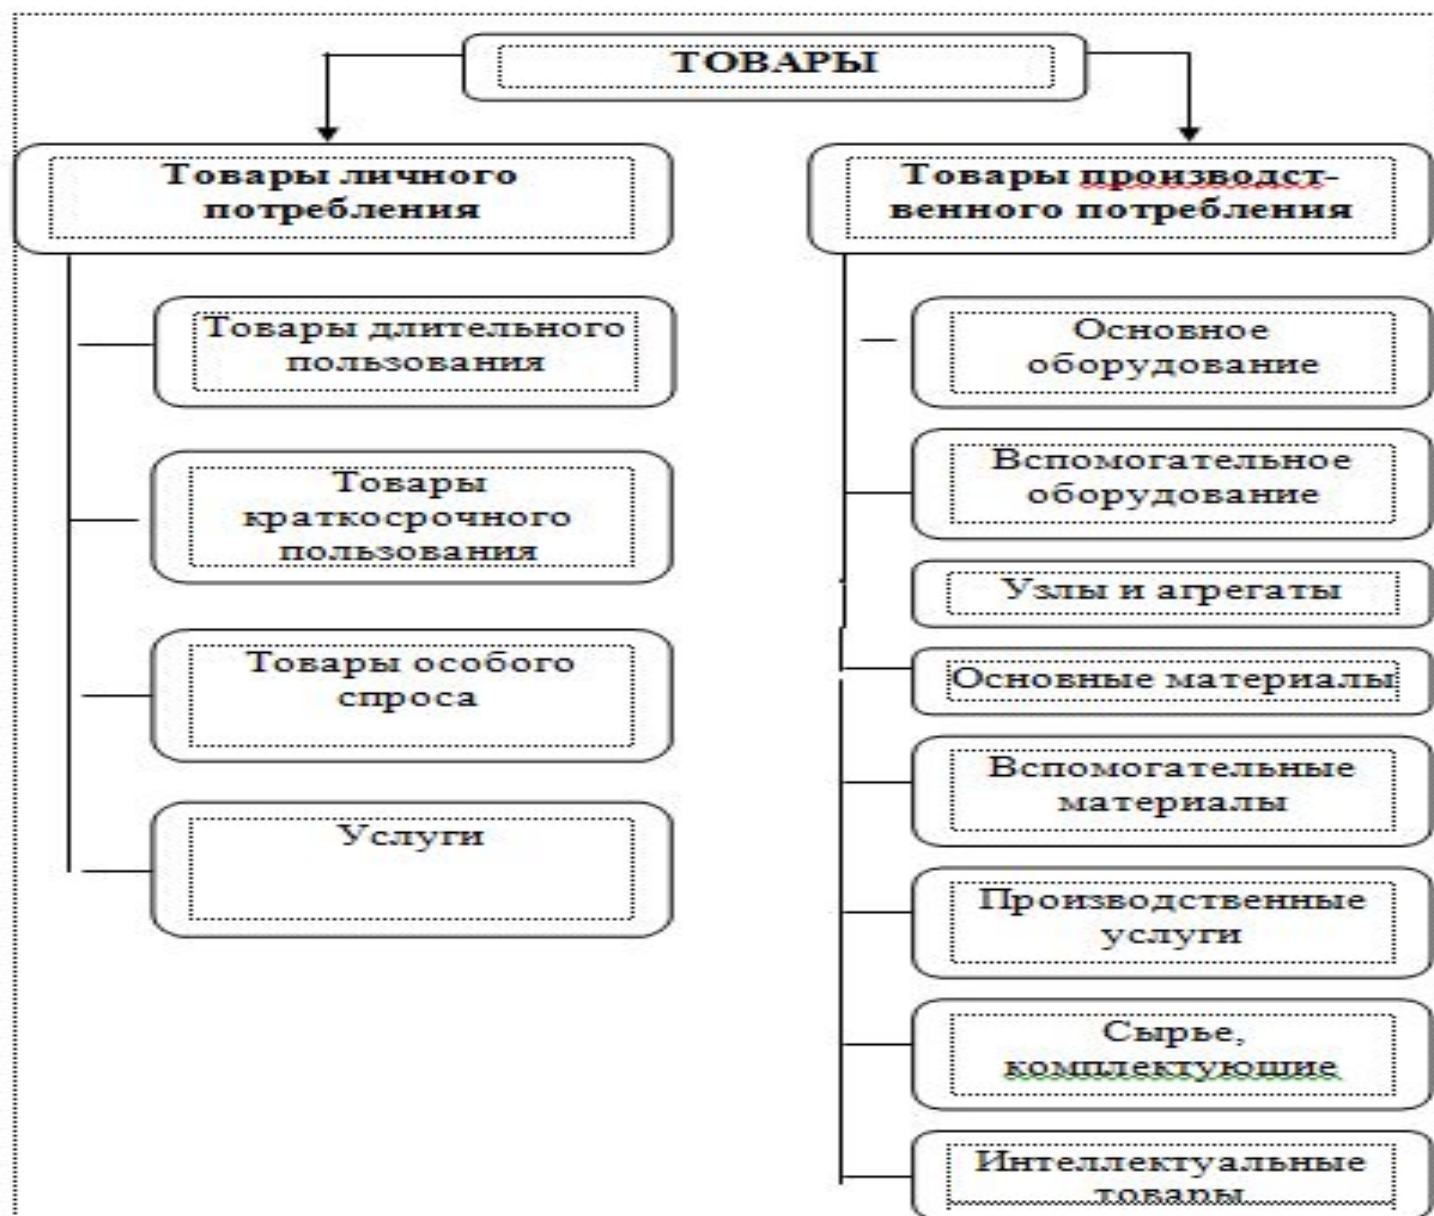 ТОВАРЫ
Товары личного
потребления
Товары производст-
венного потребления
Товары длительного
пользования
Товары
краткосрочного
пользования
Товары особого
спроса
Услуги
Основное
оборудование
Вспомогательное
оборудование
Узлы и агрегаты
Основные материалы
Вспомогательные
материалы
Производственные
услуги
Сырье,
комплектуюшие
Интеллектуальные
товары